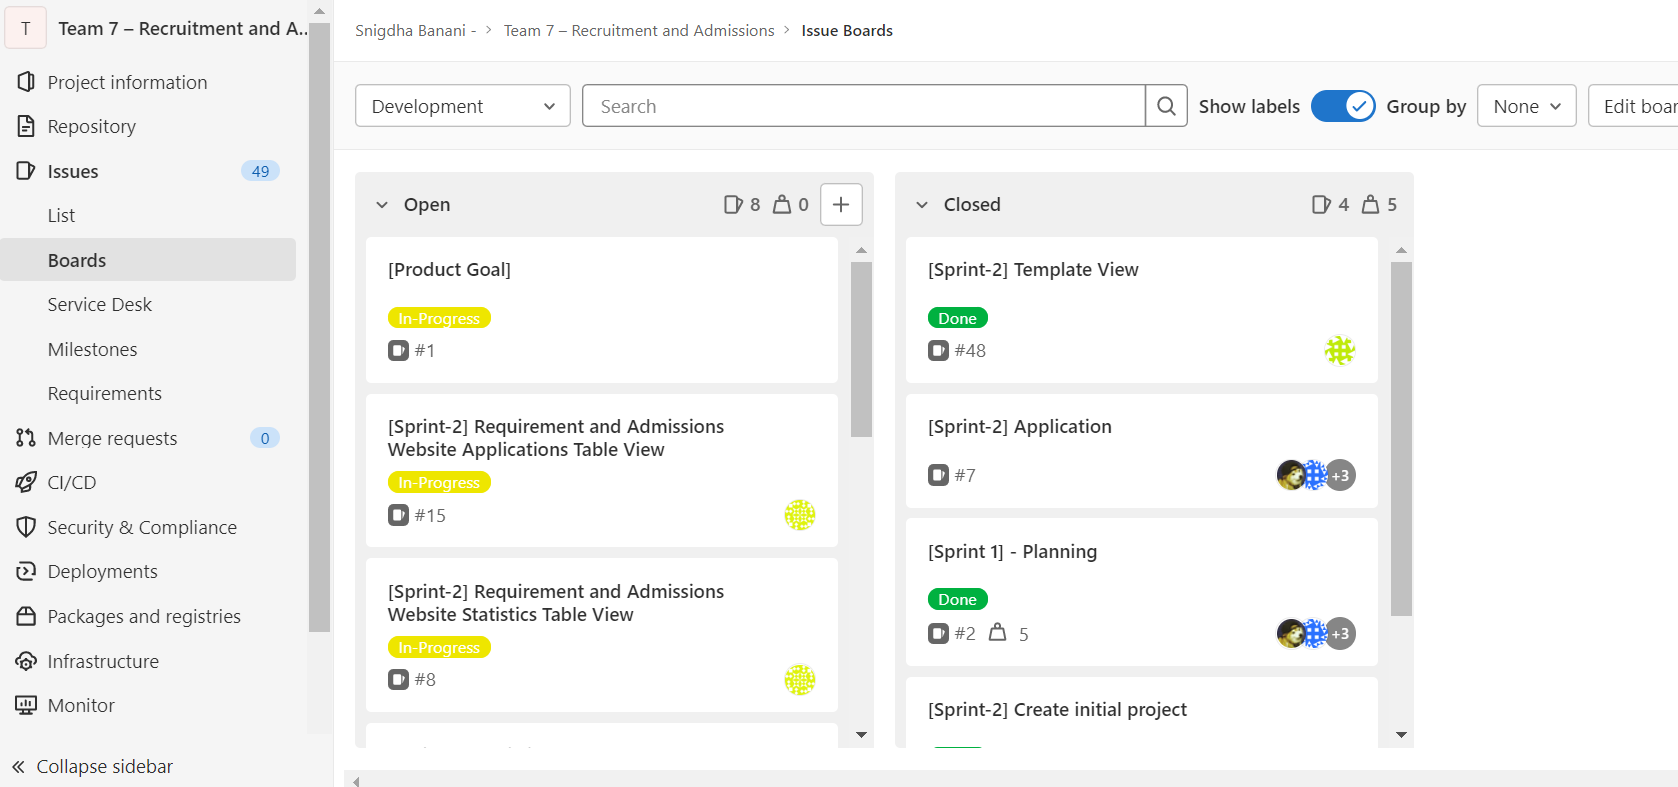 T
Team 7 – Recruitment and A...
Project information
Repository
Issues 49
List
Boards
Service Desk
Milestones
Requirements
Merge requests 0
CI/CD
Security & Compliance
Deployments
Packages and registries
Infrastructure
Monitor
Collapse sidebar
Snigdha Banani - > Team 7 – Recruitment and Admissions > Issue Boards
Development
Search
Show labels
Group by
None
Edit boar
Open 8 0
[Product Goal]
In-Progress
#1
[Sprint-2] Requirement and Admissions
Website Applications Table View
In-Progress
#15
[Sprint-2] Requirement and Admissions
Website Statistics Table View
In-Progress
#8
Closed 4 5
[Sprint-2] Template View
Done
#48
[Sprint-2] Application
#7
+3
[Sprint 1] - Planning
Done
#2 5
+3
[Sprint-2] Create initial project